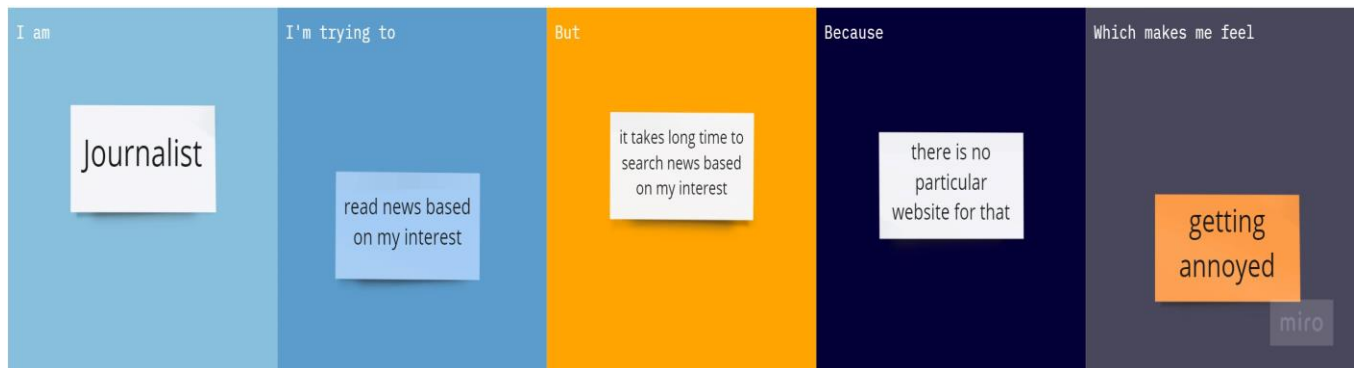 I am
Journalist
I'm trying to
read news based
on my interest
But
it takes long time to
search news based
on my interest
Because
there is no
particular
website for that
Which makes me feel
getting
annoyed
miro